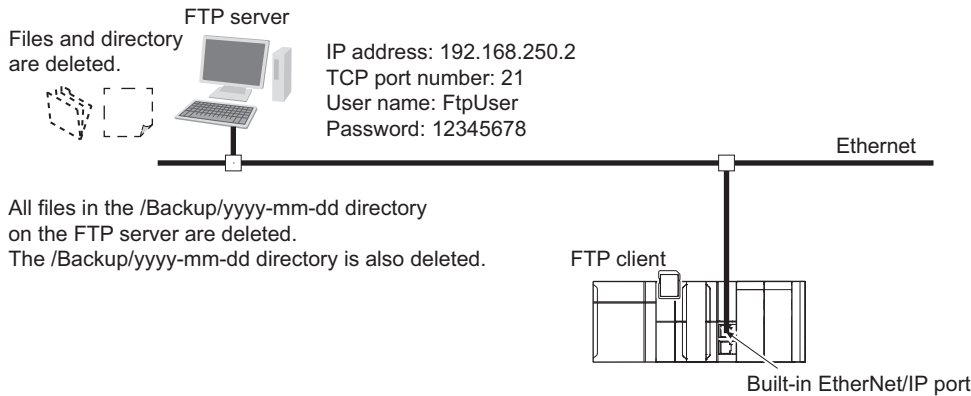 FTP server
Files and directory
are deleted.
IP address: 192.168.250.2
TCP port number: 21
User name: FtpUser
Password: 12345678
Ethernet
All files in the /Backup/yyyy-mm-dd directory
on the FTP server are deleted.
The /Backup/yyyy-mm-dd directory is also deleted.
FTP client
Built-in EtherNet/IP port